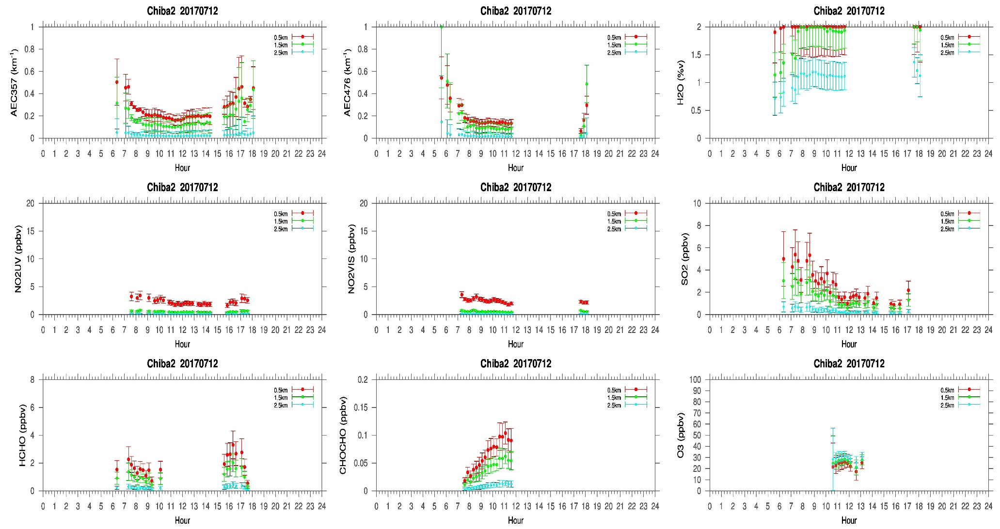 Chiba2 20170712
AEC357 (km-1)
1
0.8
0.6
0.4
0.2
0
0.5km
1.5km
2.5km
0 1 2 3 4 5 6 7 8 9 10 11 12 13 14 15 16 17 18 19 20 21 22 23 24
Hour
Chiba2 20170712
AEC476 (km-1)
1
0.8
0.6
0.4
0.2
0
0.5km
1.5km
2.5km
0 1 2 3 4 5 6 7 8 9 10 11 12 13 14 15 16 17 18 19 20 21 22 23 24
Hour
Chiba2 20170712
H2O (%v)
2
1.5
1
0.5
0
0.5km
1.5km
2.5km
0 1 2 3 4 5 6 7 8 9 10 11 12 13 14 15 16 17 18 19 20 21 22 23 24
Hour
Chiba2 20170712
NO2UV (ppbv)
20
15
10
5
0
0.5km
1.5km
2.5km
0 1 2 3 4 5 6 7 8 9 10 11 12 13 14 15 16 17 18 19 20 21 22 23 24
Hour
Chiba2 20170712
NO2VIS (ppbv)
20
15
10
5
0
0.5km
1.5km
2.5km
0 1 2 3 4 5 6 7 8 9 10 11 12 13 14 15 16 17 18 19 20 21 22 23 24
Hour
Chiba2 20170712
SO2 (ppbv)
10
8
6
4
2
0
0.5km
1.5km
2.5km
0 1 2 3 4 5 6 7 8 9 10 11 12 13 14 15 16 17 18 19 20 21 22 23 24
Hour
Chiba2 20170712
HCHO (ppbv)
8
6
4
2
0
0.5km
1.5km
2.5km
0 1 2 3 4 5 6 7 8 9 10 11 12 13 14 15 16 17 18 19 20 21 22 23 24
Hour
Chiba2 20170712
CHOCHO (ppbv)
0.2
0.15
0.1
0.05
0
0.5km
1.5km
2.5km
0 1 2 3 4 5 6 7 8 9 10 11 12 13 14 15 16 17 18 19 20 21 22 23 24
Hour
Chiba2 20170712
O3 (ppbv)
100
90
80
70
60
50
40
30
20
10
0
0.5km
1.5km
2.5km
0 1 2 3 4 5 6 7 8 9 10 11 12 13 14 15 16 17 18 19 20 21 22 23 24
Hour